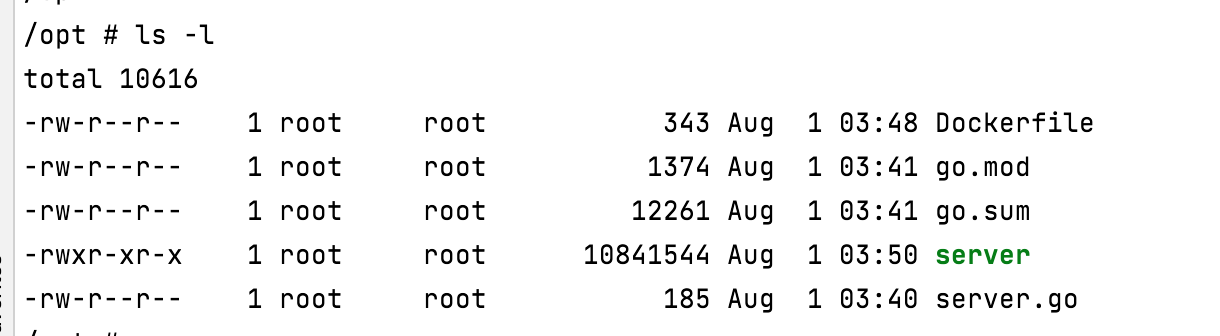 /opt # ls -l
total 10616
-rw-r--r--    1 root     root           343 Aug  1 03:48 Dockerfile
-rw-r--r--    1 root     root          1374 Aug  1 03:41 go.mod
-rw-r--r--    1 root     root         12261 Aug  1 03:41 go.sum
-rwxr-xr-x    1 root     root      10841544 Aug  1 03:50 server
-rw-r--r--    1 root     root           185 Aug  1 03:40 server.go